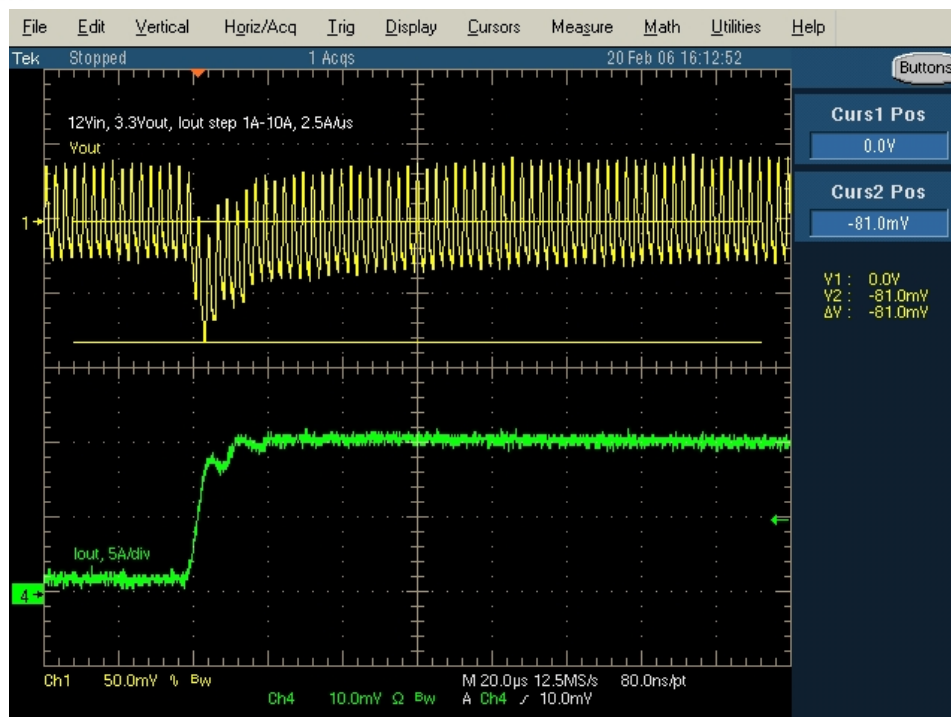 File Edit Vertical Horiz/Acq Trig Display Cursors Measure Math Utilities Help
Tek Stopped 1 Acqs 20 Feb 06 16:12:52
Buttons
12Vin, 3.3Vout, Iout step 1A-10A, 2.5A/us
Vout
1
Curs1 Pos
0.0V
Curs2 Pos
-81.0mV
V1 : 0.0V
V2 : -81.0mV
ΔV : -81.0mV
Iout, 5A/div
4
Ch1 50.0mV ∿ Bw M 20.0µs 12.5MS/s 80.0ns/pt
Ch4 10.0mV Ω Bw A Ch4 ∕ 10.0mV